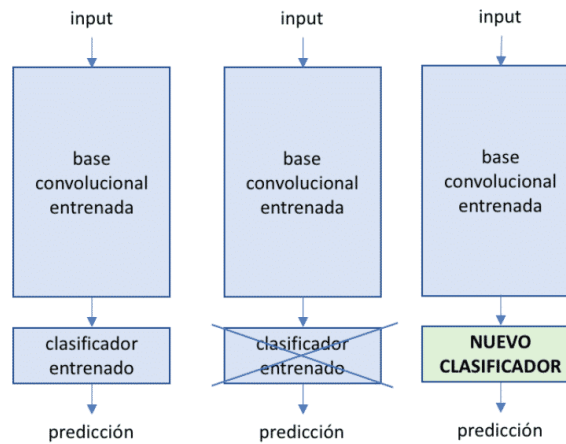 input
base
convolucional
entrenada
clasificador
entrenado
predicción
input
base
convolucional
entrenada
clasificador
entrenado
predicción
input
base
convolucional
entrenada
NUEVO
CLASIFICADOR
predicción